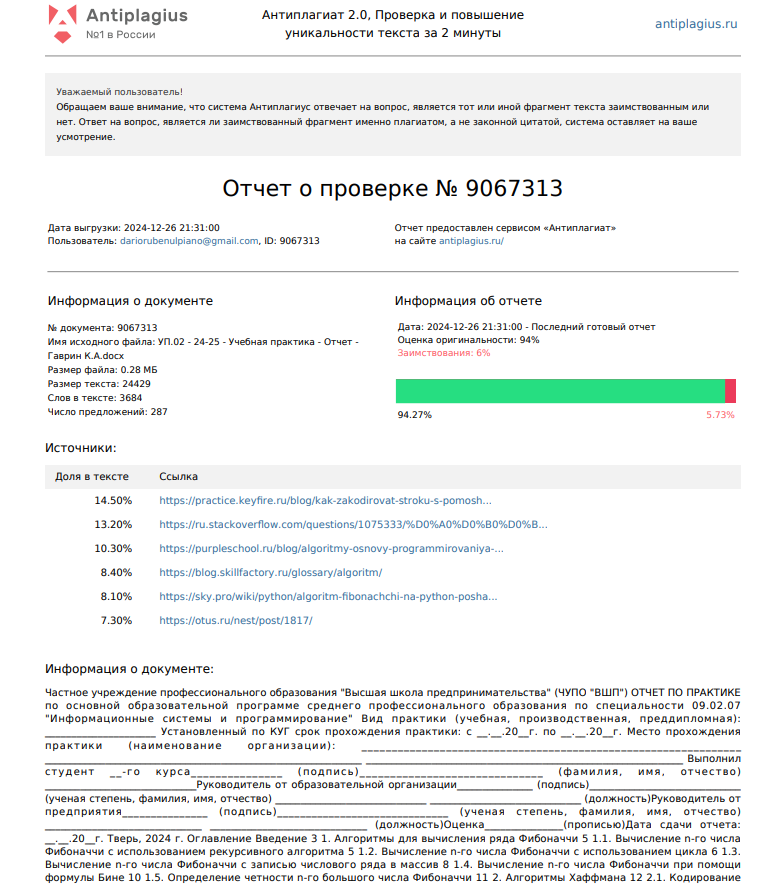 Antiplagius
№1 в России
Антиплагиат 2.0, Проверка и повышение
уникальности текста за 2 минуты
antiplagius.ru
Уважаемый пользователь!
Обращаем ваше внимание, что система Антиплагиус отвечает на вопрос, является тот или иной фрагмент текста заимствованным или
нет. Ответ на вопрос, является ли заимствованный фрагмент именно плагиатом, а не законной цитатой, система оставляет на ваше
усмотрение.
Отчет о проверке № 9067313
Дата выгрузки: 2024-12-26 21:31:00
Пользователь: dariorubenulpiano@gmail.com, ID: 9067313
Отчет предоставлен сервисом «Антиплагиат»
на сайте antiplagius.ru/
Информация о документе
№ документа: 9067313
Имя исходного файла: УП.02 - 24-25 - Учебная практика - Отчет -
Гаврин К.А.docx
Размер файла: 0.28 МБ
Размер текста: 24429
Слов в тексте: 3684
Число предложений: 287
Информация об отчете
Дата: 2024-12-26 21:31:00 - Последний готовый отчет
Оценка оригинальности: 94%
Заимствования: 6%
94.27% 5.73%
Источники:
Доля в тексте Ссылка
14.50% https://practice.keyfire.ru/blog/kak-zakodirovat-stroku-s-pomosh...
13.20% https://ru.stackoverflow.com/questions/1075333/%D0%A0%D0%B0%D0%B...
10.30% https://purpleschool.ru/blog/algoritmy-osnovy-programmirovaniya-...
8.40% https://blog.skillfactory.ru/glossary/algoritm/
8.10% https://sky.pro/wiki/python/algoritm-fibonachchi-na-python-posha...
7.30% https://otus.ru/nest/post/1817/
Информация о документе:
Частное учреждение профессионального образования "Высшая школа предпринимательства" (ЧУПО "ВШП") ОТЧЕТ ПО ПРАКТИКЕ
по основной образовательной программе среднего профессионального образования по специальности 09.02.07
"Информационные системы и программирование" Вид практики (учебная, производственная, преддипломная):
____________________ Установленный по КУГ срок прохождения практики: с __.__.20__г. по __.__.20__г. Место прохождения
практики (наименование организации): ____________________________________________________________________
_________________________________________________________ _________________________________________________________ Выполнил
студент __-го курса_______________ (подпись)______________________________ (фамилия, имя, отчество)
___________________________Руководитель от образовательной организации______________ (подпись)___________________________
(ученая степень, фамилия, имя, отчество) ___________________________ ___________________________ (должность)Руководитель от
предприятия______________ (подпись)____________________________ (ученая степень, фамилия, имя, отчество)
____________________________ ____________________________ (должность)Оценка______________(прописью)Дата сдачи отчета:
__.__.20__г. Тверь, 2024 г. Оглавление Введение 3 1. Алгоритмы для вычисления ряда Фибоначчи 5 1.1. Вычисление n-го числа
Фибоначчи с использованием рекурсивного алгоритма 5 1.2. Вычисление n-го числа Фибоначчи с использованием цикла 6 1.3.
Вычисление n-го числа Фибоначчи с записью числового ряда в массив 8 1.4. Вычисление n-го числа Фибоначчи при помощи
формулы Бине 10 1.5. Определение четности n-го большого числа Фибоначчи 11 2. Алгоритмы Хаффмана 12 2.1. Кодирование